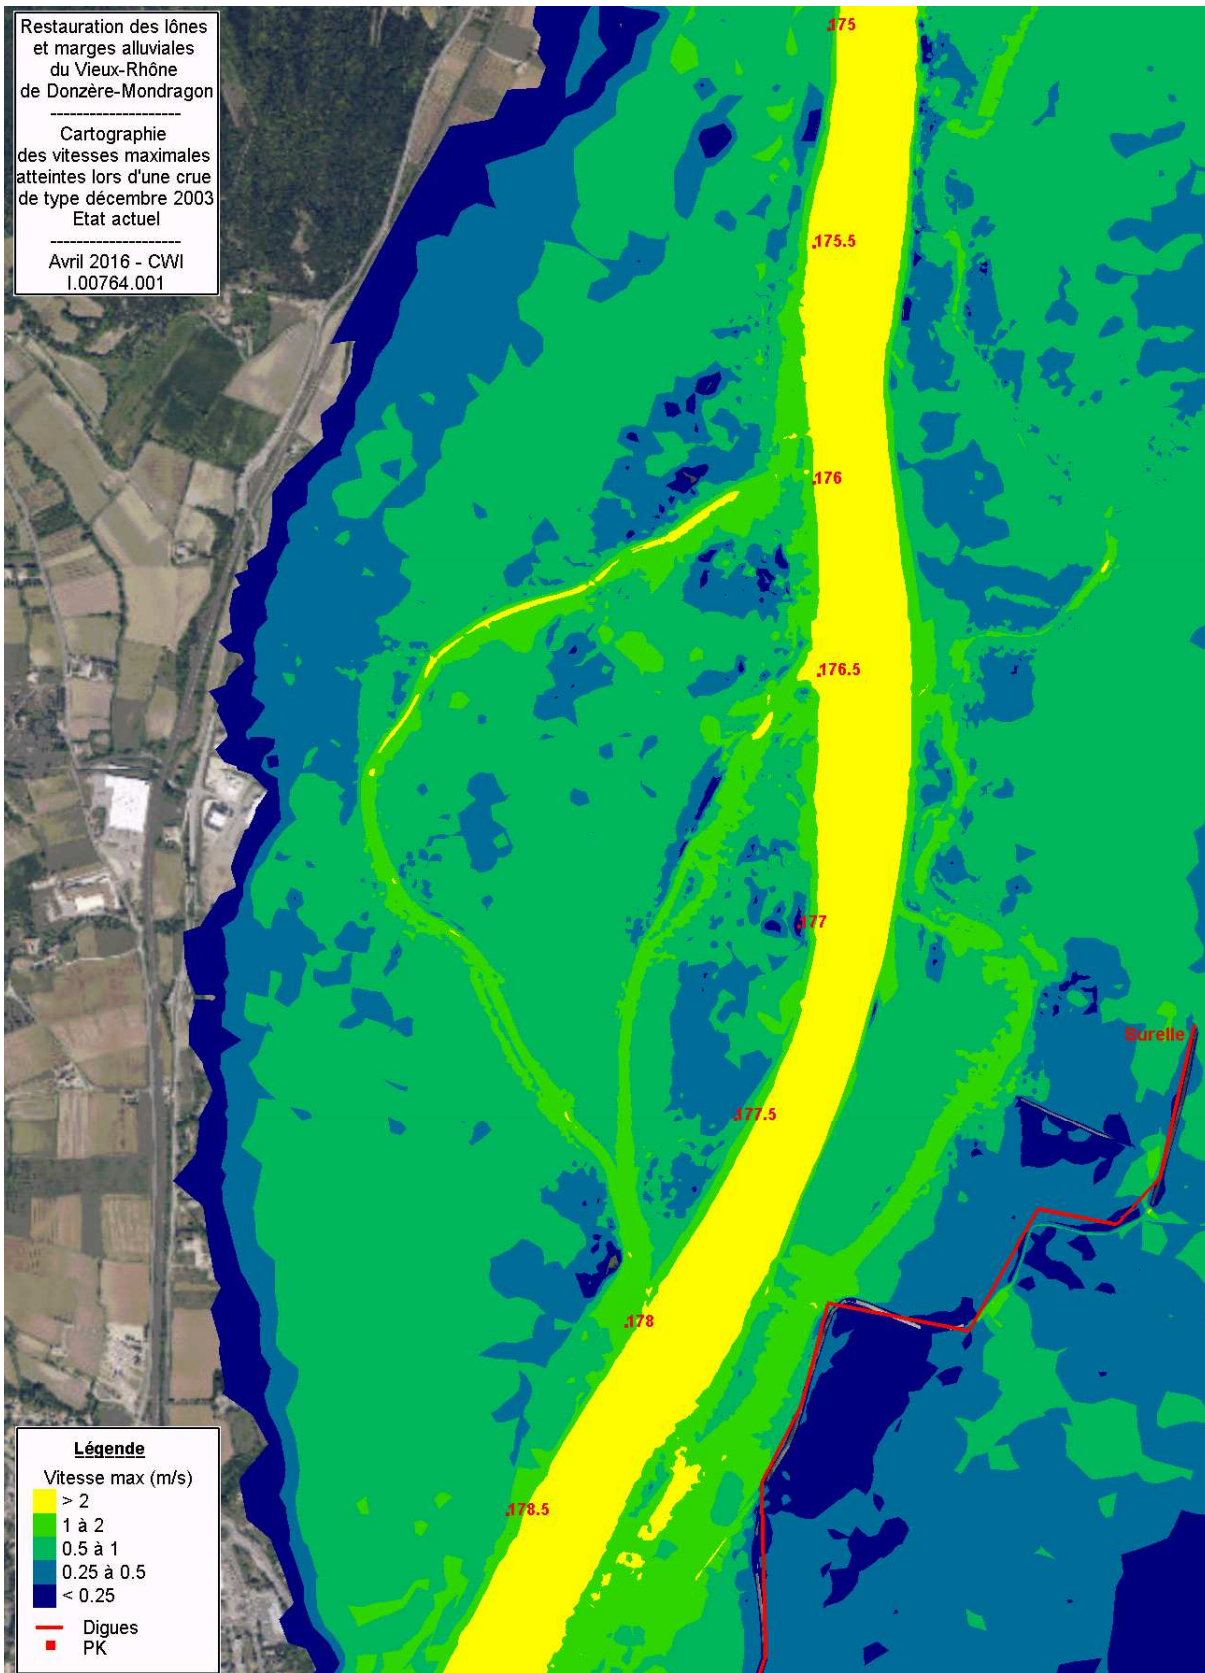 Restauration des lônes
et marges alluviales
du Vieux-Rhône
de Donzère-Mondragon
--------------------
Cartographie
des vitesses maximales
atteintes lors d'une crue
de type décembre 2003
Etat actuel
--------------------
Avril 2016 - CWI
I.00764.001
175
175.5
176
176.5
177
Burelle
177.5
178
178.5
Légende
Vitesse max (m/s)
> 2
1 à 2
0.5 à 1
0.25 à 0.5
< 0.25
Digues
PK